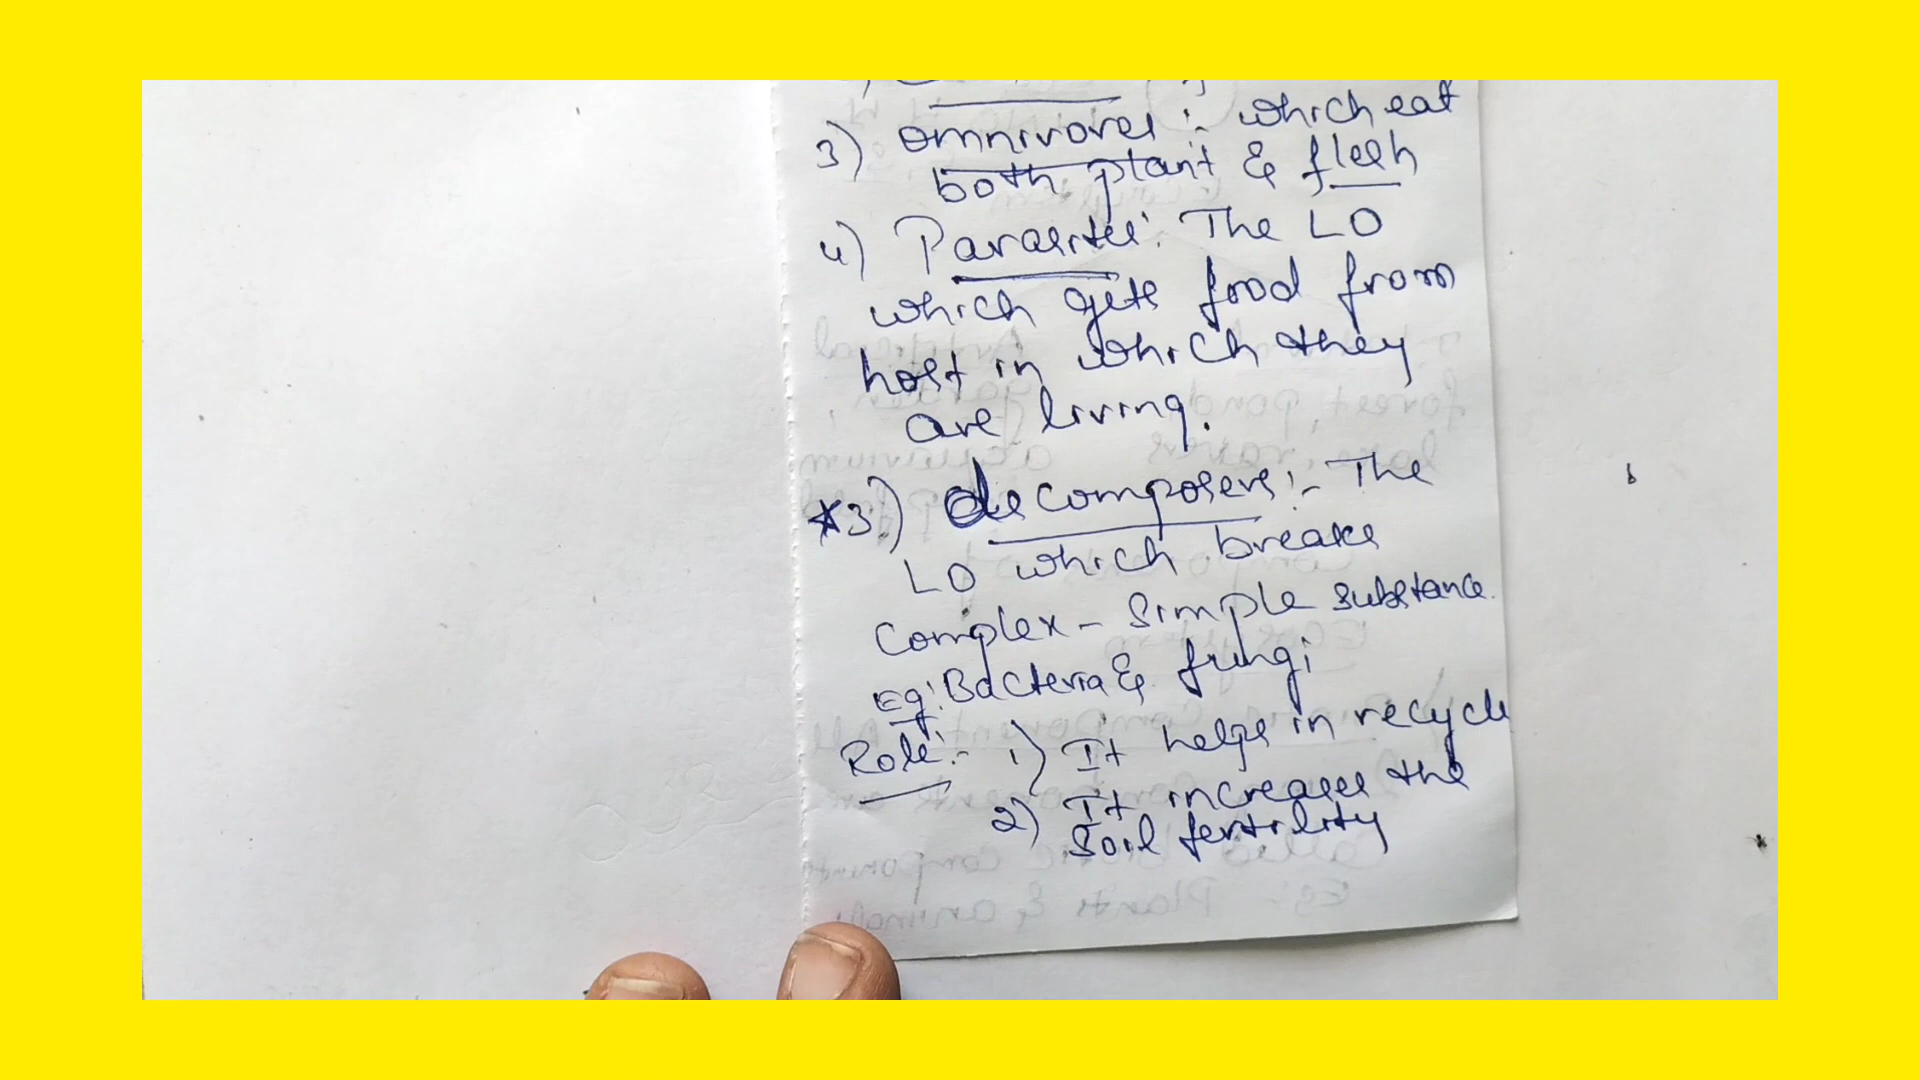 3) omnivores :- which eat
both plant & flesh
4) Parasites: The LO
which gets food from
host in which they
are living.
*3) decomposers:- The
LO which breaks
Complex - Simple substance.
Eg: Bacteria & fungi
Role:- 1) It helps in recycle
2) It increases the
Soil fertility